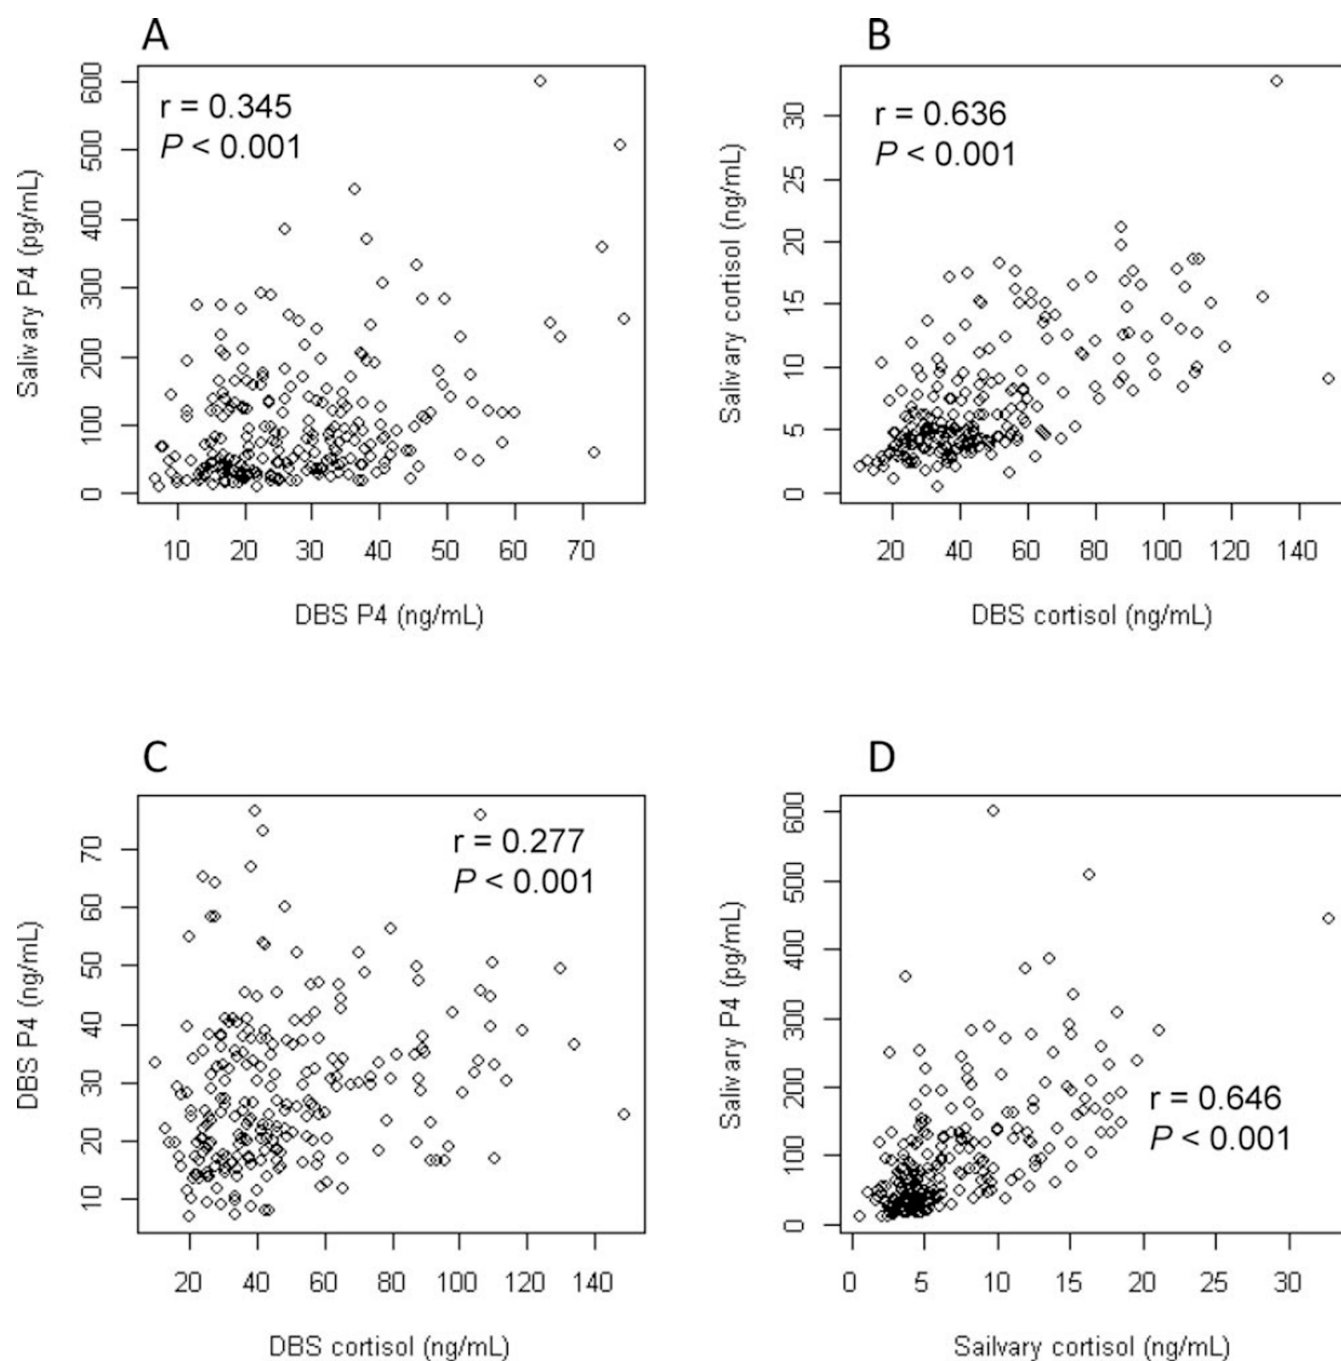 A
r = 0.345
P < 0.001
Salivary P4 (pg/mL)
600
500
400
300
200
100
0
10 20 30 40 50 60 70
DBS P4 (ng/mL)
B
r = 0.636
P < 0.001
Salivary cortisol (ng/mL)
30
25
20
15
10
5
0
20 40 60 80 100 120 140
DBS cortisol (ng/mL)
C
r = 0.277
P < 0.001
DBS P4 (ng/mL)
70
60
50
40
30
20
10
20 40 60 80 100 120 140
DBS cortisol (ng/mL)
D
r = 0.646
P < 0.001
Salivary P4 (pg/mL)
600
500
400
300
200
100
0
0 5 10 15 20 25 30
Sailvary cortisol (ng/mL)